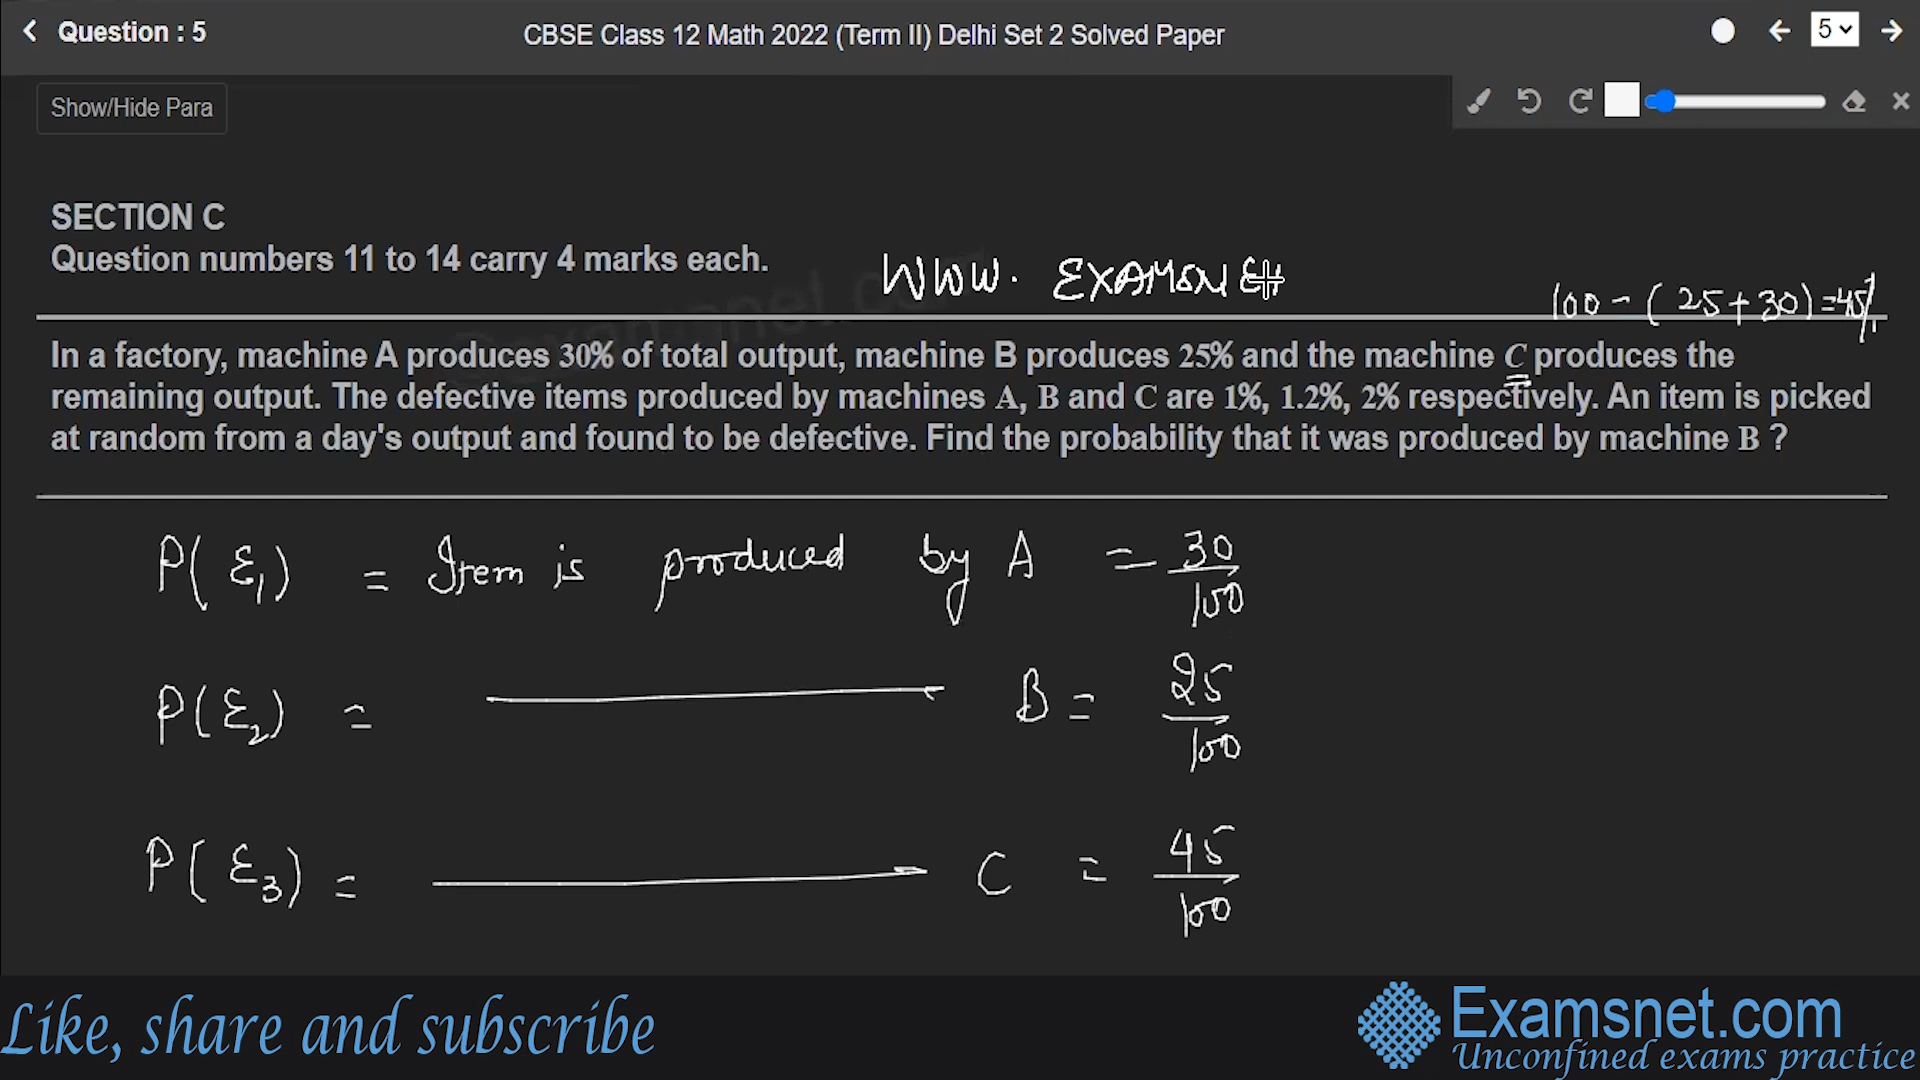 Question : 5
CBSE Class 12 Math 2022 (Term II) Delhi Set 2 Solved Paper
5
Show/Hide Para
SECTION C
Question numbers 11 to 14 carry 4 marks each.
WWW. EXAMSN
100 - ( 25 + 30 ) = 45%
In a factory, machine A produces 30% of total output, machine B produces 25% and the machine C produces the
remaining output. The defective items produced by machines A, B and C are 1%, 1.2%, 2% respectively. An item is picked
at random from a day's output and found to be defective. Find the probability that it was produced by machine B ?
P( E1 ) = Item is produced by A = 30/100
P( E2 ) = B = 25/100
P( E3 ) = C = 45/100
Like, share and subscribe
Examsnet.com
Unconfined exams practice